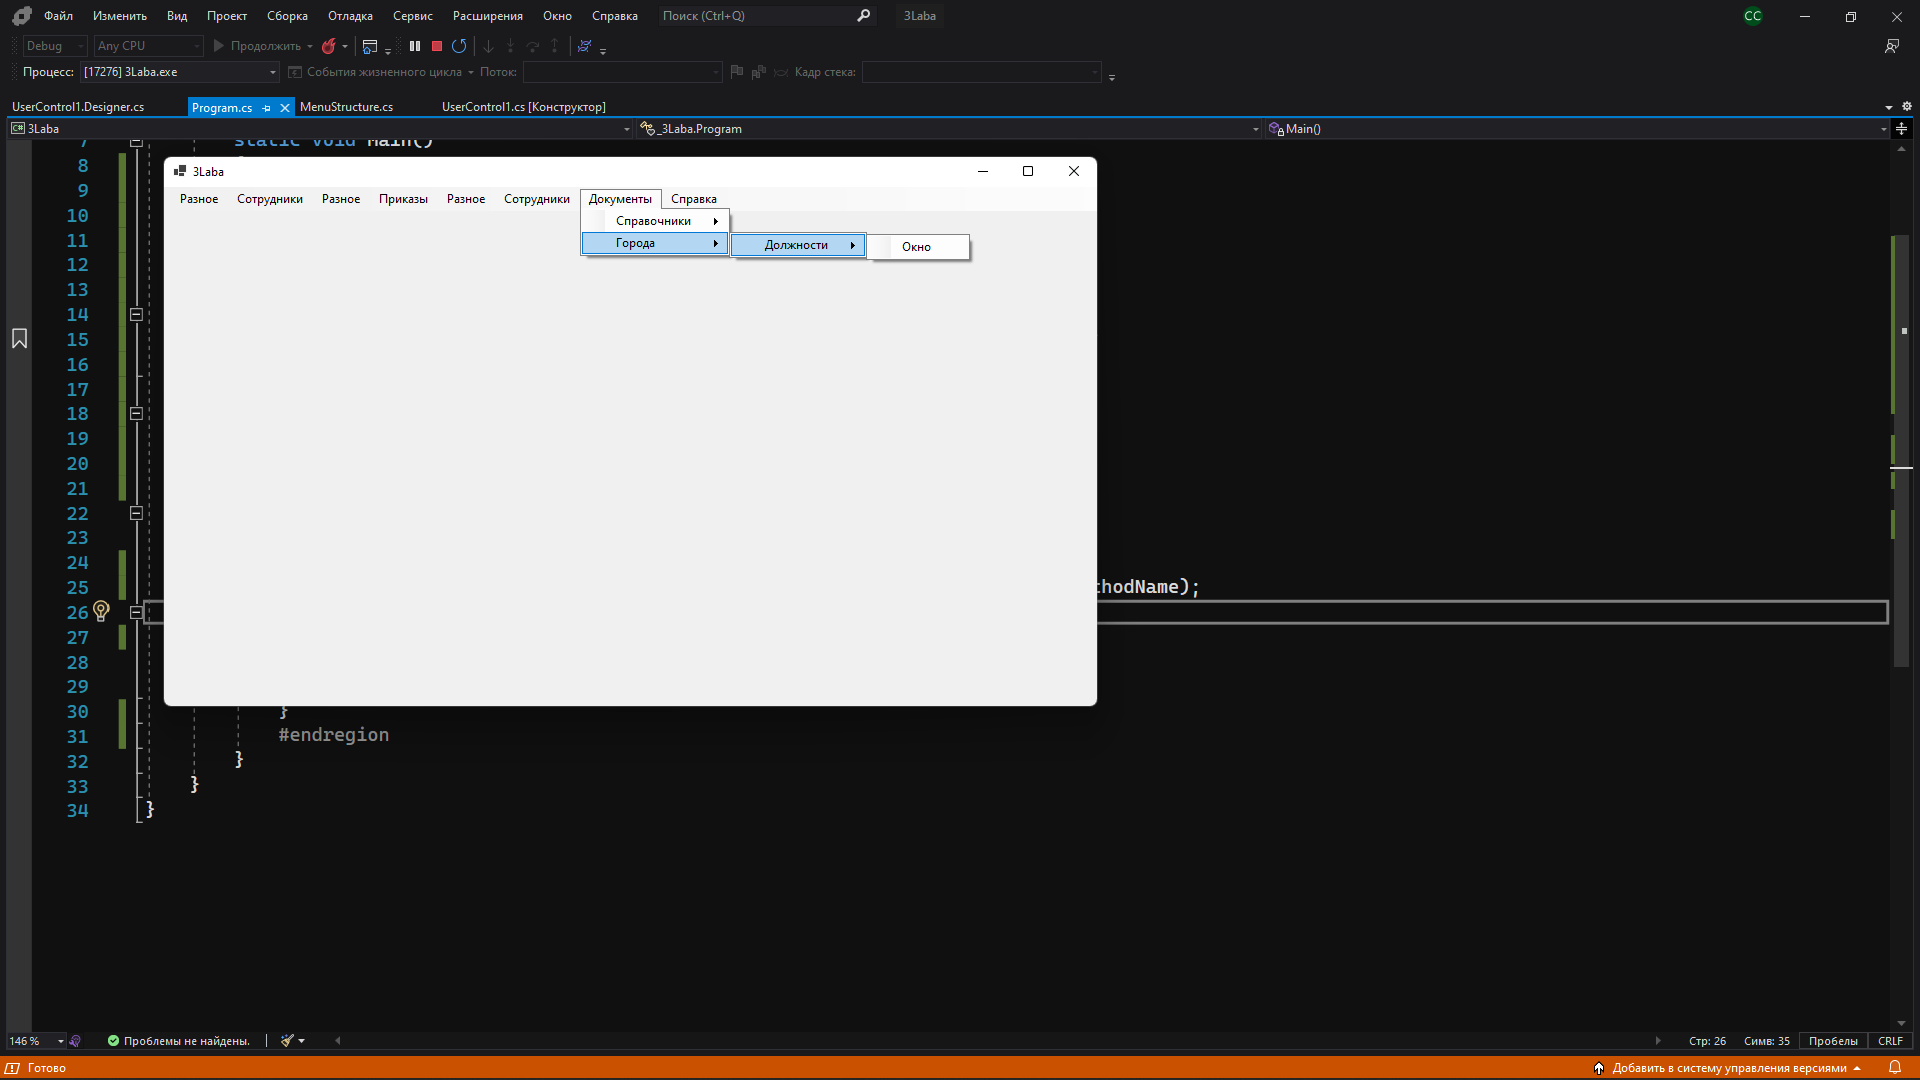 Файл Изменить Вид Проект Сборка Отладка Сервис Расширения Окно Справка Поиск (Ctrl+Q) 3Laba CC
Debug Any CPU Продолжить
Процесс: [17276] 3Laba.exe События жизненного цикла Поток: Кадр стека:
UserControl1.Designer.cs Program.cs MenuStructure.cs UserControl1.cs [Конструктор]
C# 3Laba _3Laba.Program Main()
7 static void Main()
8
3Laba
9
Разное Сотрудники Разное Приказы Разное Сотрудники Документы Справка
10
Справочники
11
Города Должности Окно
12
13
14
15
16
17
18
19
20
21
22
23
24
25 thodName);
26
27
28
29
30 }
31 #endregion
32 }
33 }
34 }
146 % Проблемы не найдены. Стр: 26 Симв: 35 Пробелы CRLF
Готово Добавить в систему управления версиями